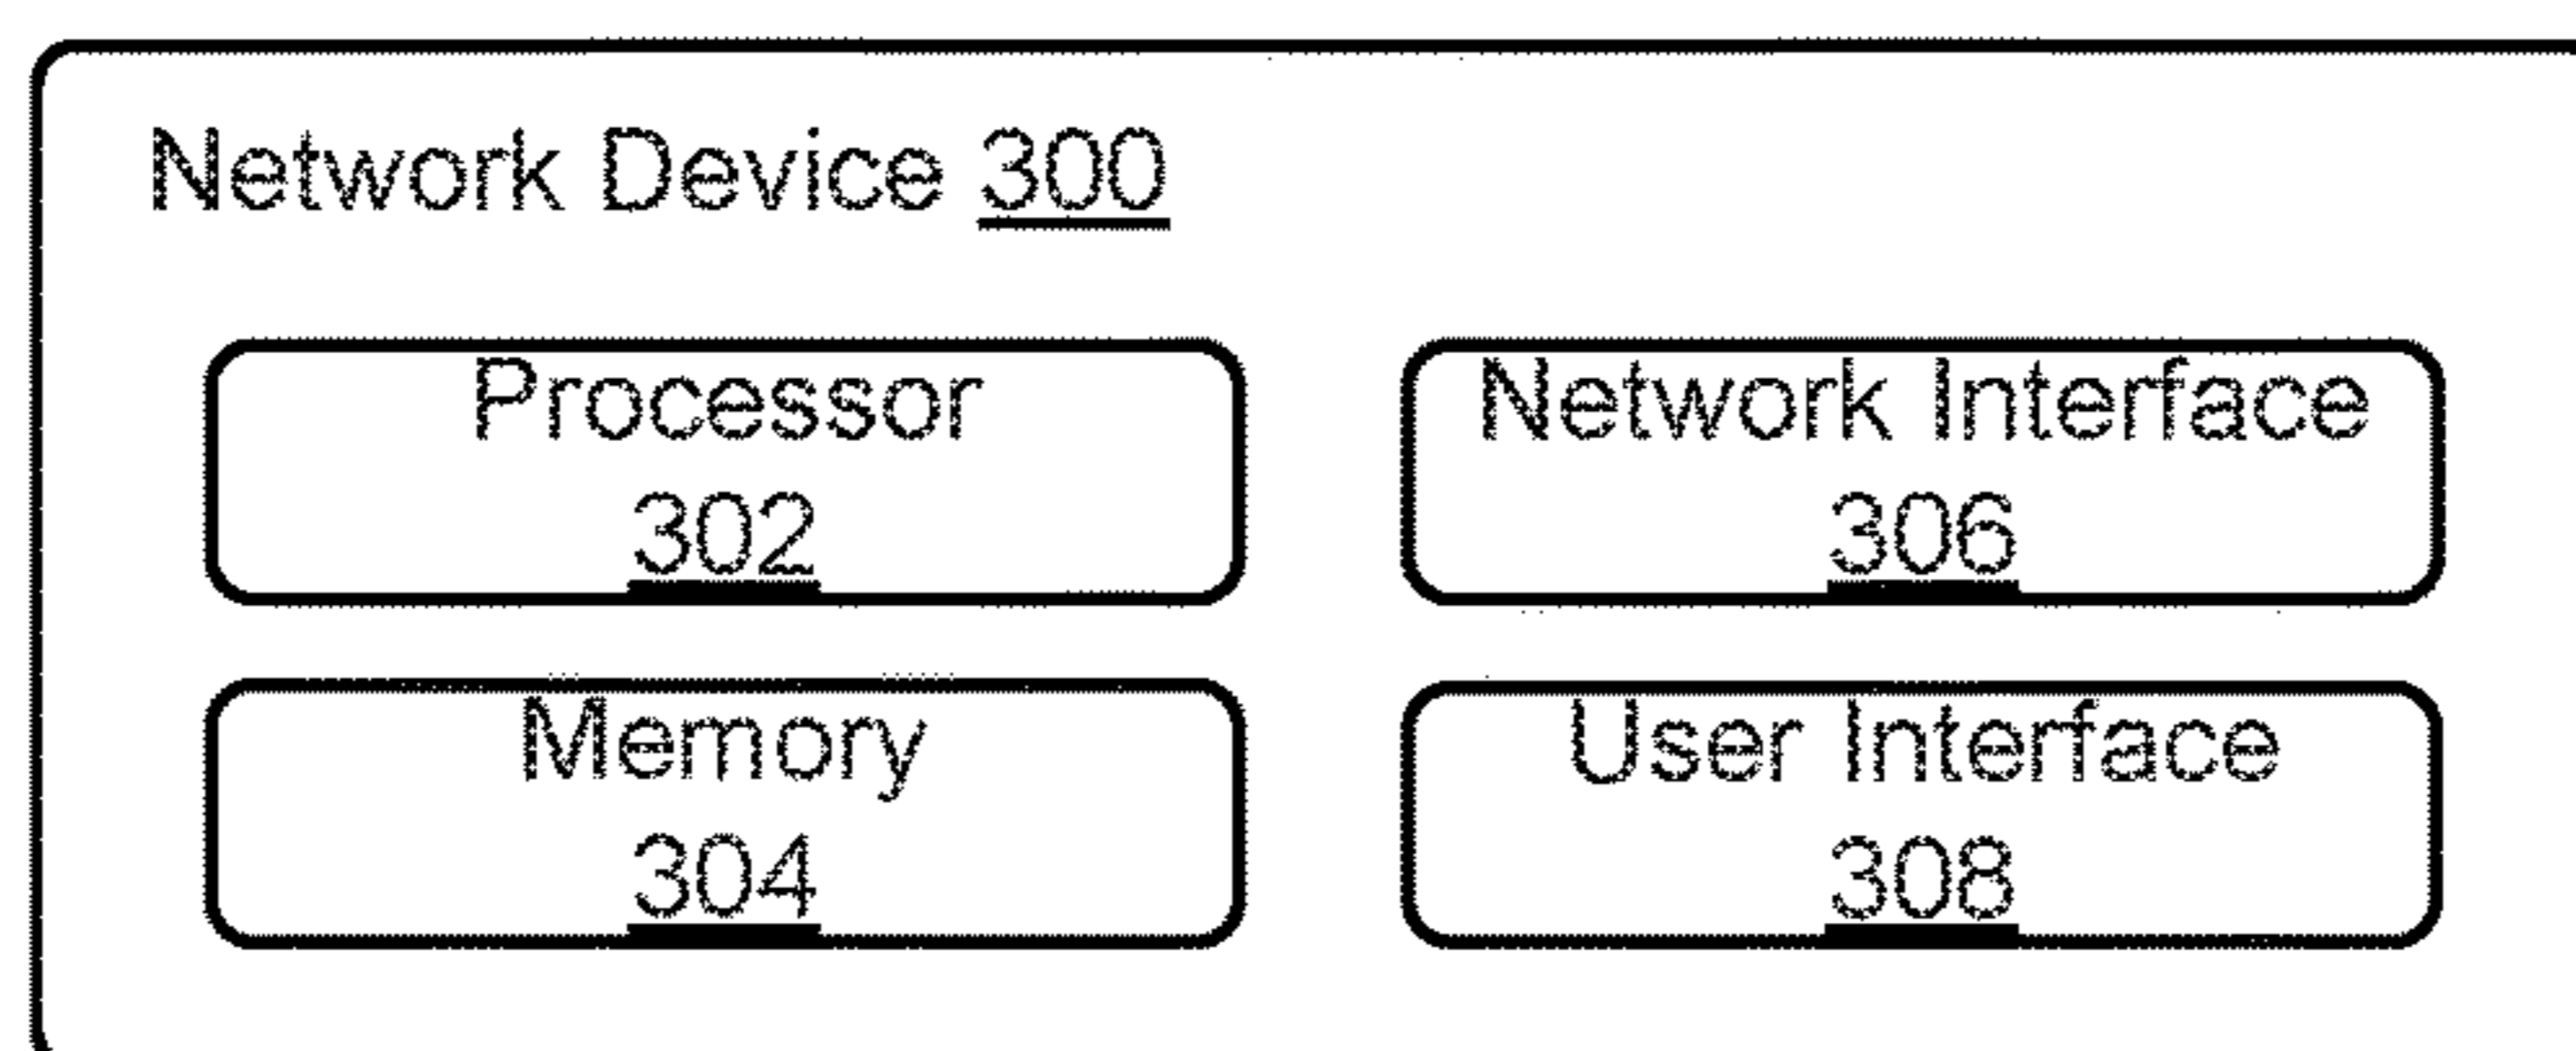 Network Device 300
Processor
302
Network Interface
306
Memory
304
User Interface
308